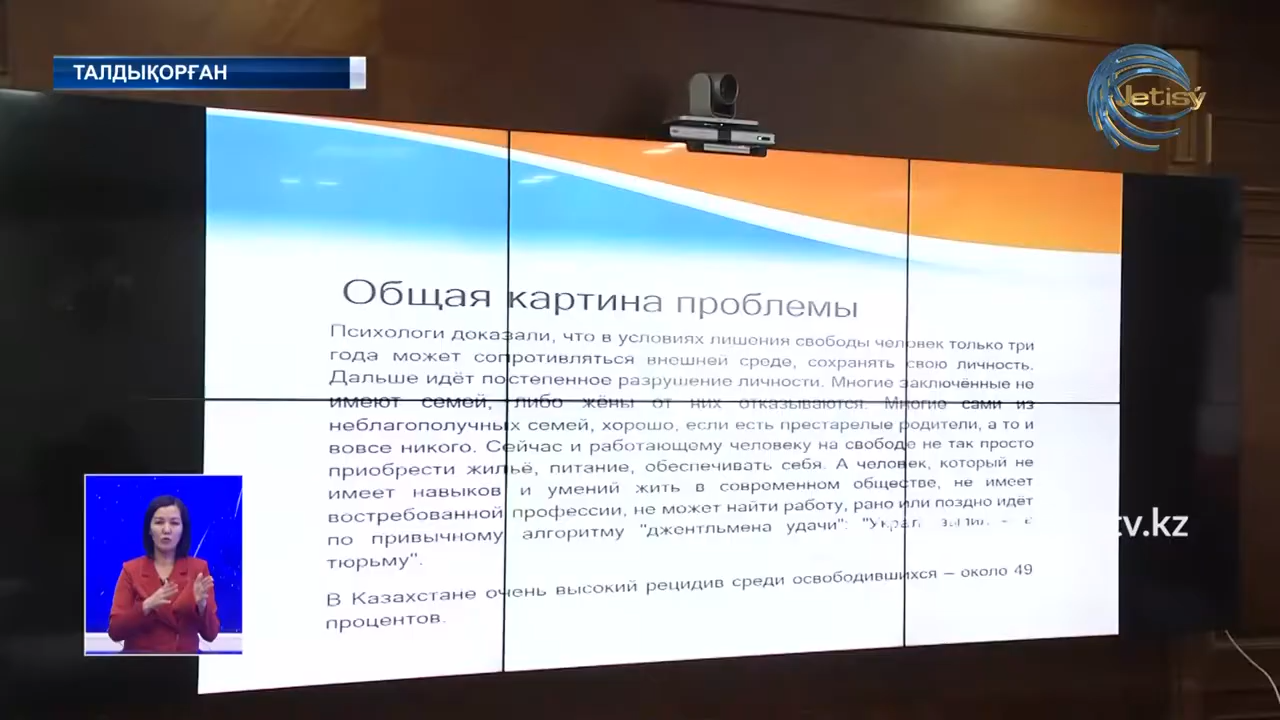 ТАЛДЫҚОРҒАН
Jetisý
Общая картина проблемы
Психологи доказали, что в условиях лишения свободы человек только три
года может сопротивляться внешней среде, сохранять свою личность.
Дальше идёт постепенное разрушение личности. Многие заключённые не
имеют семей, либо жёны от них отказываются. Многие сами из
неблагополучных семей, хорошо, если есть престарелые родители, а то и
вовсе никого. Сейчас и работающему человеку на свободе не так просто
приобрести жильё, питание, обеспечивать себя. А человек, который не
имеет навыков и умений жить в современном обществе, не имеет
востребованной профессии, не может найти работу, рано или поздно идёт
по привычному алгоритму "джентльмена удачи": "Украл
тюрьму".
В Казахстане очень высокий рецидив среди освободившихся – около 49
процентов.
tv.kz